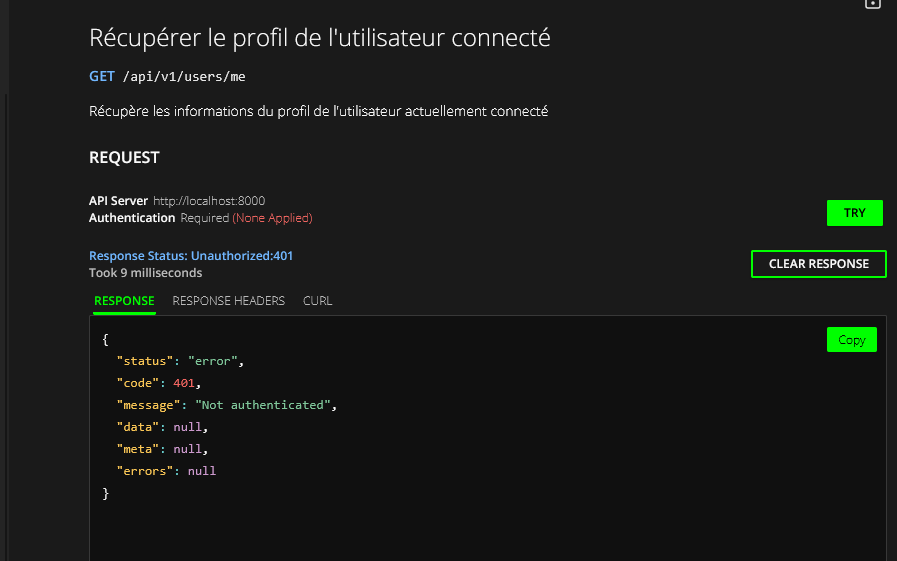 Récupérer le profil de l'utilisateur connecté
GET /api/v1/users/me
Récupère les informations du profil de l'utilisateur actuellement connecté
REQUEST
API Server http://localhost:8000
Authentication Required (None Applied)
TRY
Response Status: Unauthorized:401
Took 9 milliseconds
CLEAR RESPONSE
RESPONSE RESPONSE HEADERS CURL
Copy
{
"status": "error",
"code": 401,
"message": "Not authenticated",
"data": null,
"meta": null,
"errors": null
}